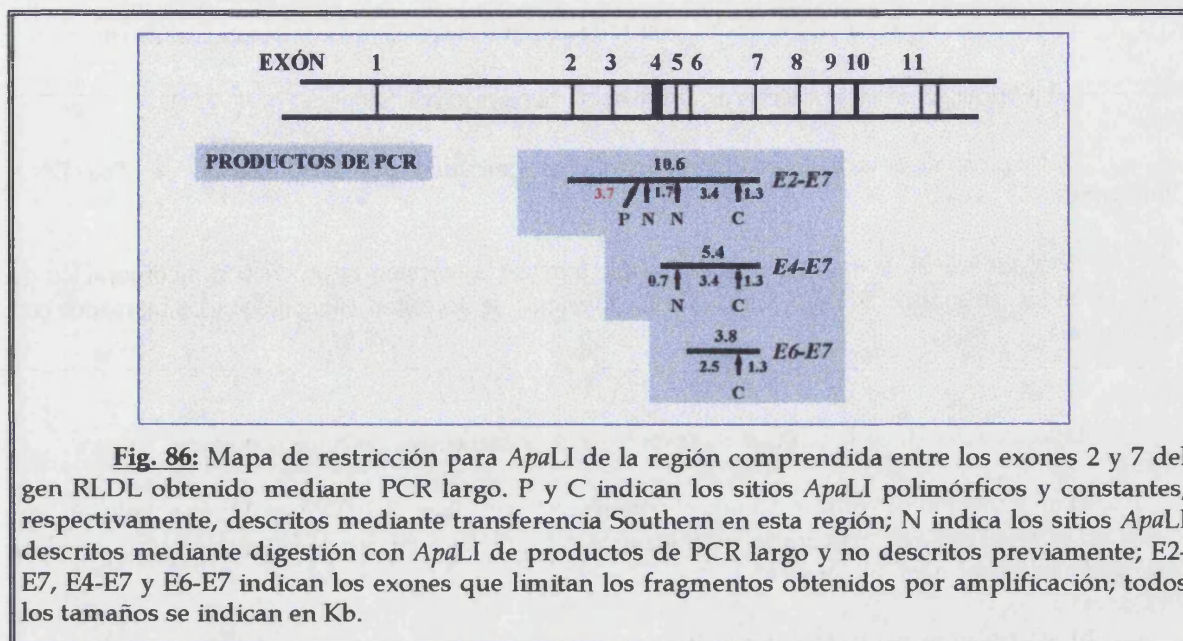 EXÓN 1 2 3 4 5 6 7 8 9 10 11
PRODUCTOS DE PCR
10.6
3.7 1.7 3.4 1.3 E2-E7
P N N C
5.4
0.7 3.4 1.3 E4-E7
N C
3.8
2.5 1.3 E6-E7
C
Fig. 86: Mapa de restricción para ApaLI de la región comprendida entre los exones 2 y 7 del
gen RLDL obtenido mediante PCR largo. P y C indican los sitios ApaLI polimórficos y constantes,
respectivamente, descritos mediante transferencia Southern en esta región; N indica los sitios ApaLI
descritos mediante digestión con ApaLI de productos de PCR largo y no descritos previamente; E2-
E7, E4-E7 y E6-E7 indican los exones que limitan los fragmentos obtenidos por amplificación; todos
los tamaños se indican en Kb.